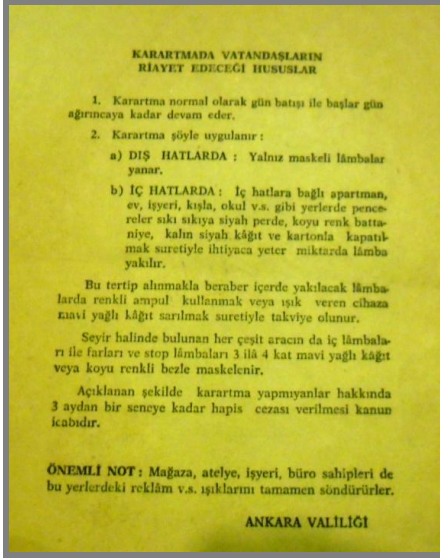 KARARTMADA VATANDAŞLARIN
RİAYET EDECEĞİ HUSUSLAR
1. Karartma normal olarak gün batışı ile başlar gün
ağırıncaya kadar devam eder.
2. Karartma şöyle uygulanır :
a) DIŞ HATLARDA : Yalnız maskeli lâmbalar
yanar.
b) İÇ HATLARDA : İç hatlara bağlı apartman,
ev, işyeri, kışla, okul v.s. gibi yerlerde pence-
reler sıkı sıkıya siyah perde, koyu renk batta-
niye, kalın siyah kâğıt ve kartonla kapatıl-
mak suretiyle ihtiyaca yeter miktarda lâmba
yakılır.
Bu tertip alınmakla beraber içerde yakılacak lâmba-
larda renkli ampul kullanmak veya ışık veren cihaza
mavi yağlı kâğıt sarılmak suretiyle takviye olunur.
Seyir halinde bulunan her çeşit aracın da iç lâmbala-
rı ile farları ve stop lâmbaları 3 ilâ 4 kat mavi yağlı kâğıt
veya koyu renkli bezle maskelenir.
Açıklanan şekilde karartma yapmıyanlar hakkında
3 aydan bir seneye kadar hapis cezası verilmesi kanun
icabıdır.
ÖNEMLİ NOT : Mağaza, atelye, işyeri, büro sahipleri de
bu yerlerdeki reklâm v.s. ışıklarını tamamen söndürürler.
ANKARA VALİLİĞİ